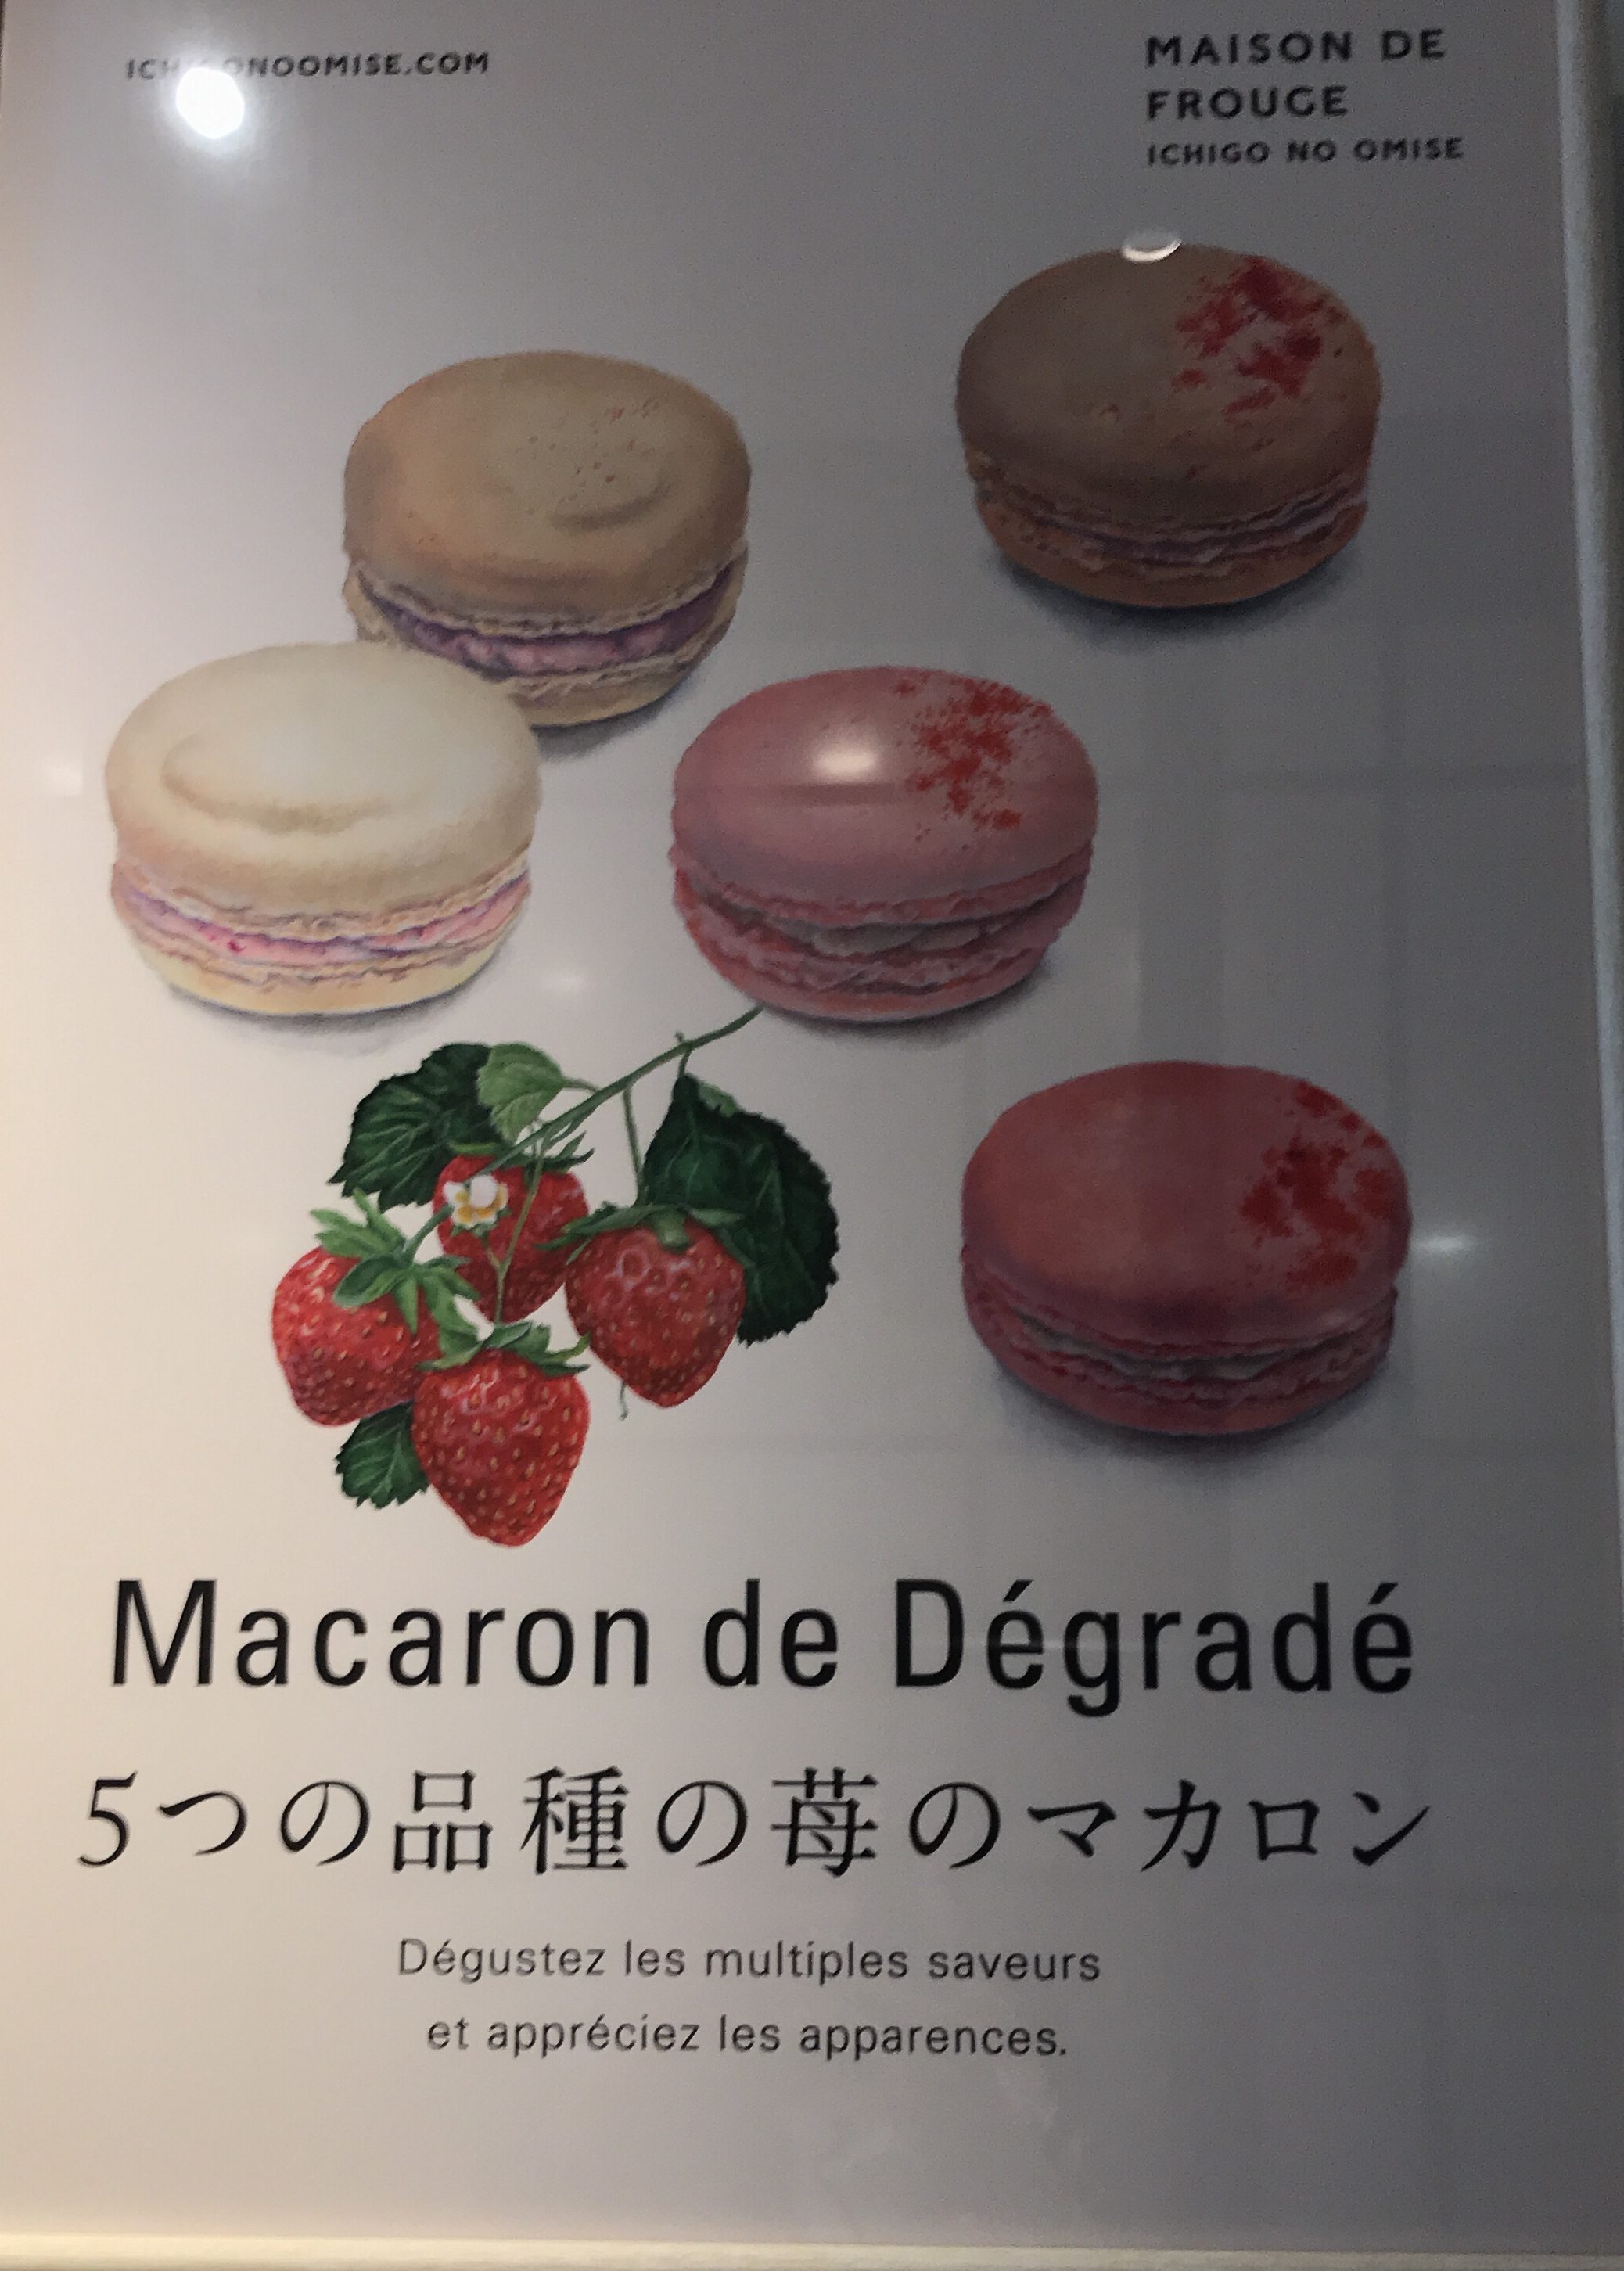 MAISON DE
FROUGE
ICHIGO NO OMISE
Macaron de Dégradé
5つの品種の苺のマカロン
Dégustez les multiples saveurs
et appréciez les apparences.